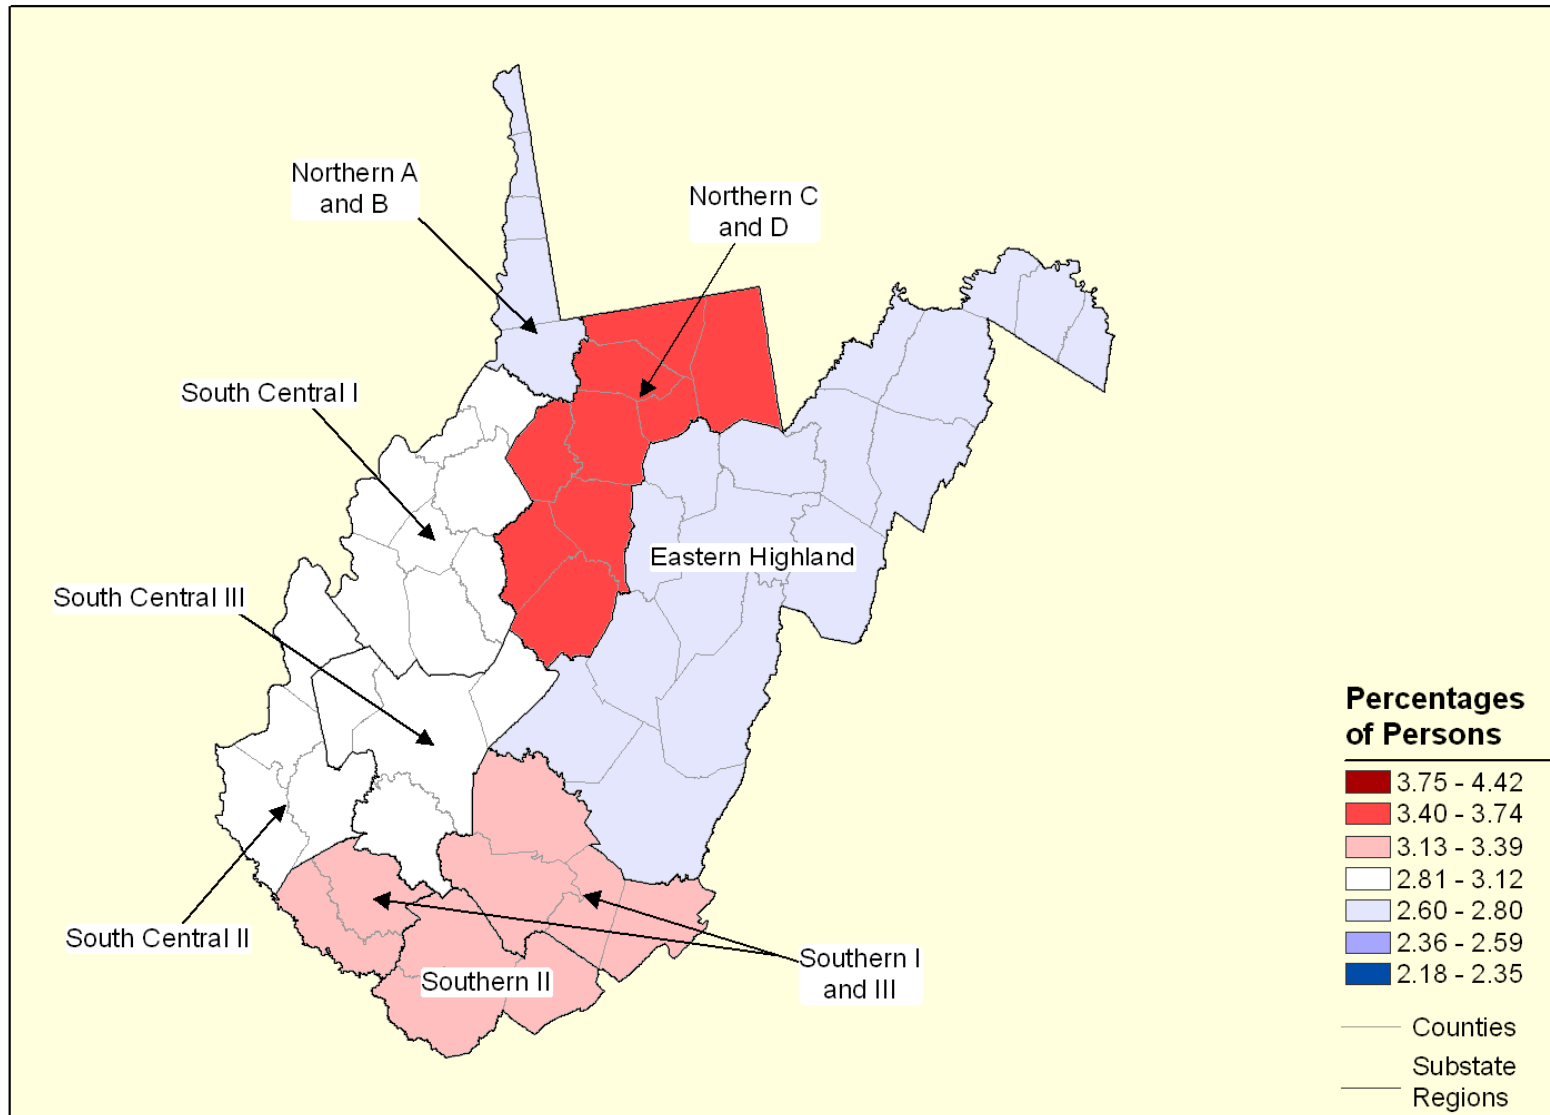 Northern A
and B
Northern C
and D
South Central I
Eastern Highland
South Central III
South Central II
Southern II
Southern I
and III
Percentages
of Persons
3.75 - 4.42
3.40 - 3.74
3.13 - 3.39
2.81 - 3.12
2.60 - 2.80
2.36 - 2.59
2.18 - 2.35
Counties
Substate
Regions